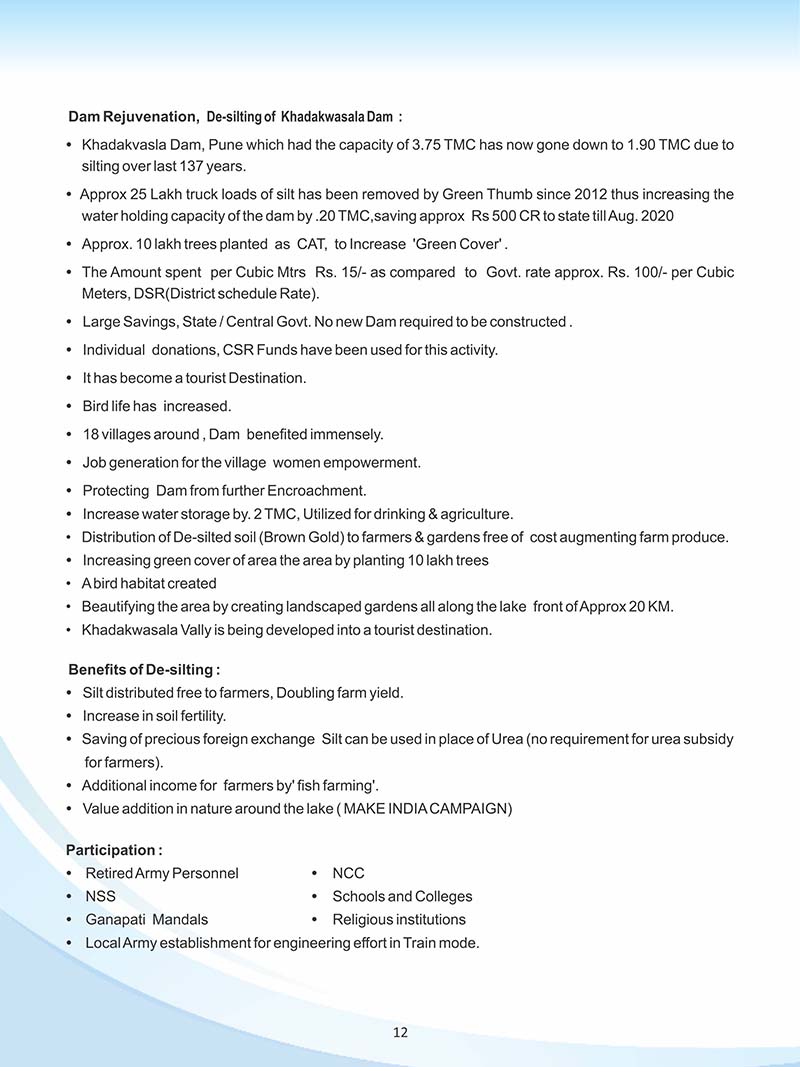 Dam Rejuvenation, De-silting of Khadakwasala Dam :
• Khadakvasla Dam, Pune which had the capacity of 3.75 TMC has now gone down to 1.90 TMC due to
silting over last 137 years.
• Approx 25 Lakh truck loads of silt has been removed by Green Thumb since 2012 thus increasing the
water holding capacity of the dam by .20 TMC,saving approx Rs 500 CR to state till Aug. 2020
• Approx. 10 lakh trees planted as CAT, to Increase 'Green Cover' .
• The Amount spent per Cubic Mtrs Rs. 15/- as compared to Govt. rate approx. Rs. 100/- per Cubic
Meters, DSR(District schedule Rate).
• Large Savings, State / Central Govt. No new Dam required to be constructed .
• Individual donations, CSR Funds have been used for this activity.
• It has become a tourist Destination.
• Bird life has increased.
• 18 villages around , Dam benefited immensely.
• Job generation for the village women empowerment.
• Protecting Dam from further Encroachment.
• Increase water storage by. 2 TMC, Utilized for drinking & agriculture.
• Distribution of De-silted soil (Brown Gold) to farmers & gardens free of cost augmenting farm produce.
• Increasing green cover of area the area by planting 10 lakh trees
• A bird habitat created
• Beautifying the area by creating landscaped gardens all along the lake front of Approx 20 KM.
• Khadakwasala Vally is being developed into a tourist destination.
Benefits of De-silting :
• Silt distributed free to farmers, Doubling farm yield.
• Increase in soil fertility.
• Saving of precious foreign exchange Silt can be used in place of Urea (no requirement for urea subsidy
for farmers).
• Additional income for farmers by' fish farming'.
• Value addition in nature around the lake ( MAKE INDIA CAMPAIGN)
Participation :
• Retired Army Personnel • NCC
• NSS • Schools and Colleges
• Ganapati Mandals • Religious institutions
• Local Army establishment for engineering effort in Train mode.
12